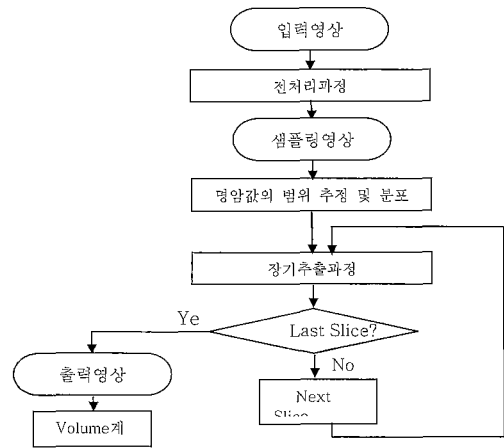 입력영상
전처리과정
샘플링영상
명암값의 범위 추정 및 분포
장기추출과정
Last Slice?
Ye
No
출력영상
Next
Slice
Volume계